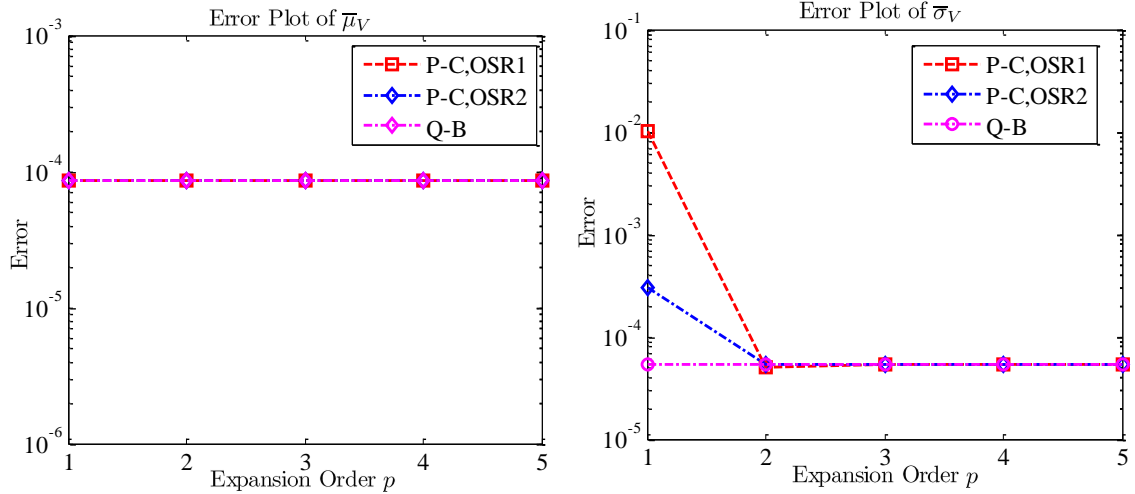 Error Plot of μ̅_V
10⁻³
10⁻⁴
10⁻⁵
10⁻⁶
Error
P-C,OSR1
P-C,OSR2
Q-B
1 2 3 4 5
Expansion Order p
Error Plot of σ̅_V
10⁻¹
10⁻²
10⁻³
10⁻⁴
10⁻⁵
Error
P-C,OSR1
P-C,OSR2
Q-B
1 2 3 4 5
Expansion Order p